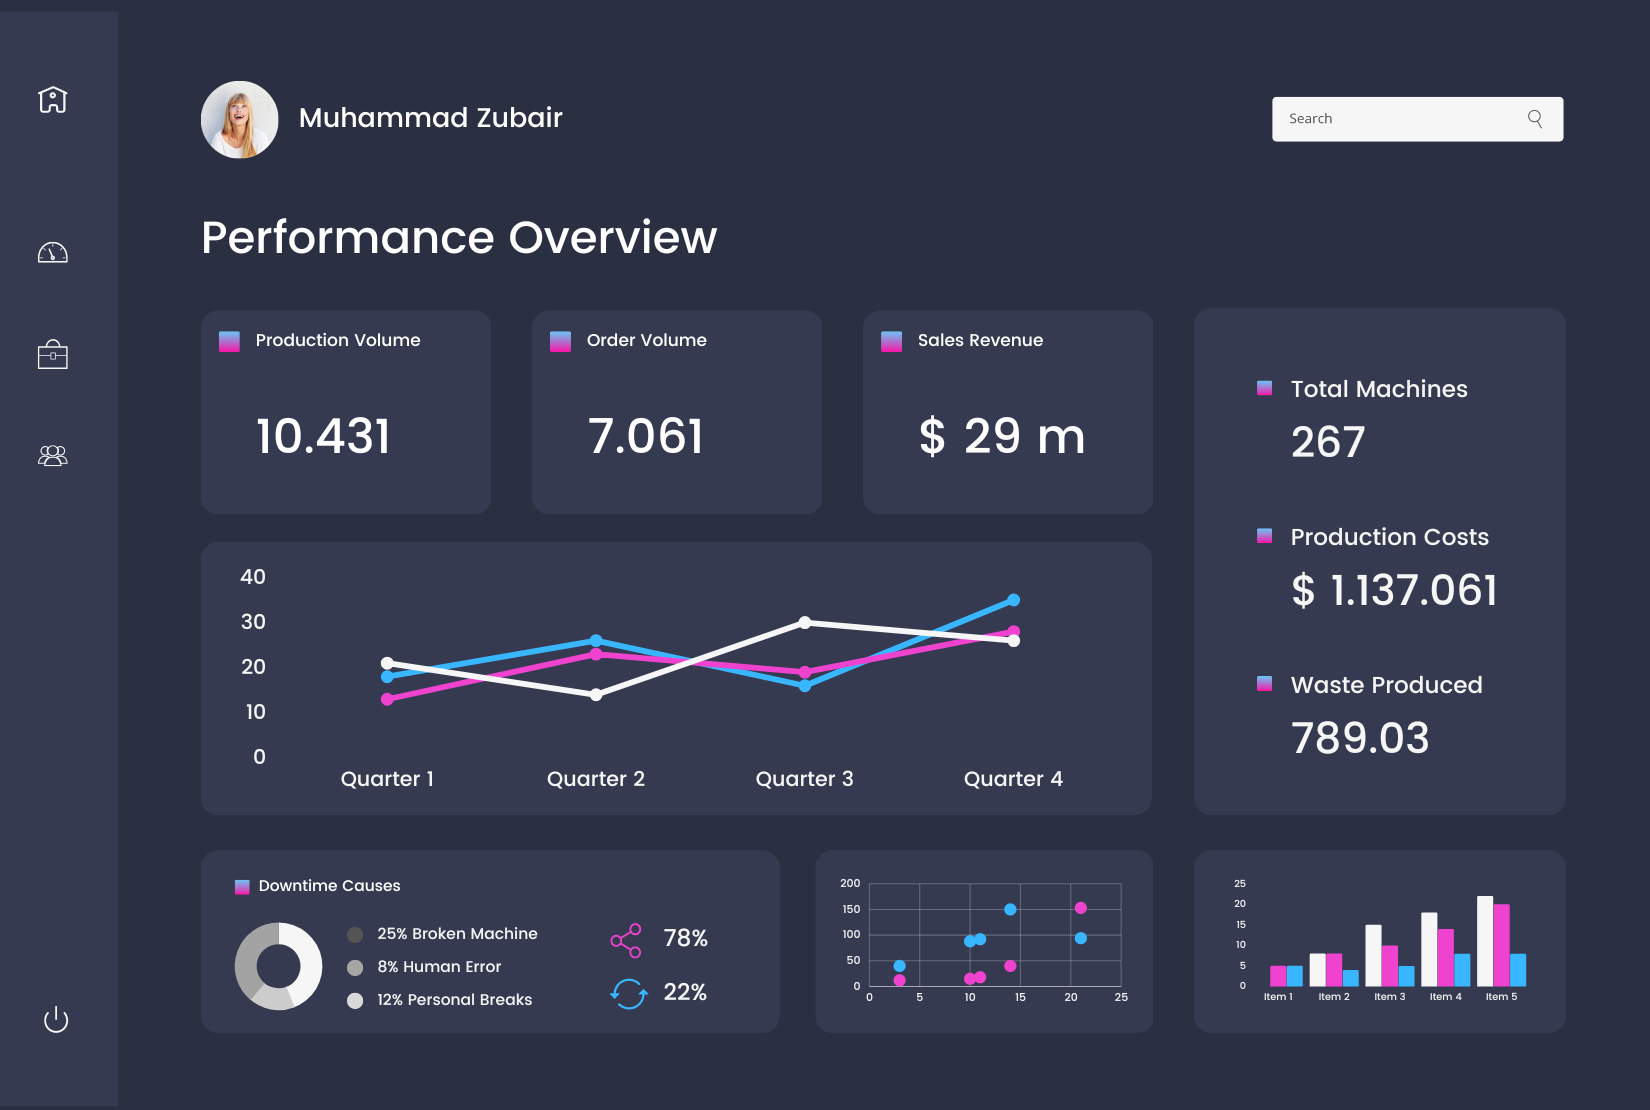 Muhammad Zubair
Search
Performance Overview
Production Volume
10.431
Order Volume
7.061
Sales Revenue
$ 29 m
Total Machines
267
Production Costs
$ 1.137.061
Waste Produced
789.03
40
30
20
10
0
Quarter 1 Quarter 2 Quarter 3 Quarter 4
Downtime Causes
25% Broken Machine
8% Human Error
12% Personal Breaks
78%
22%
200
150
100
50
0
0 5 10 15 20 25
25
20
15
10
5
0
Item 1 Item 2 Item 3 Item 4 Item 5